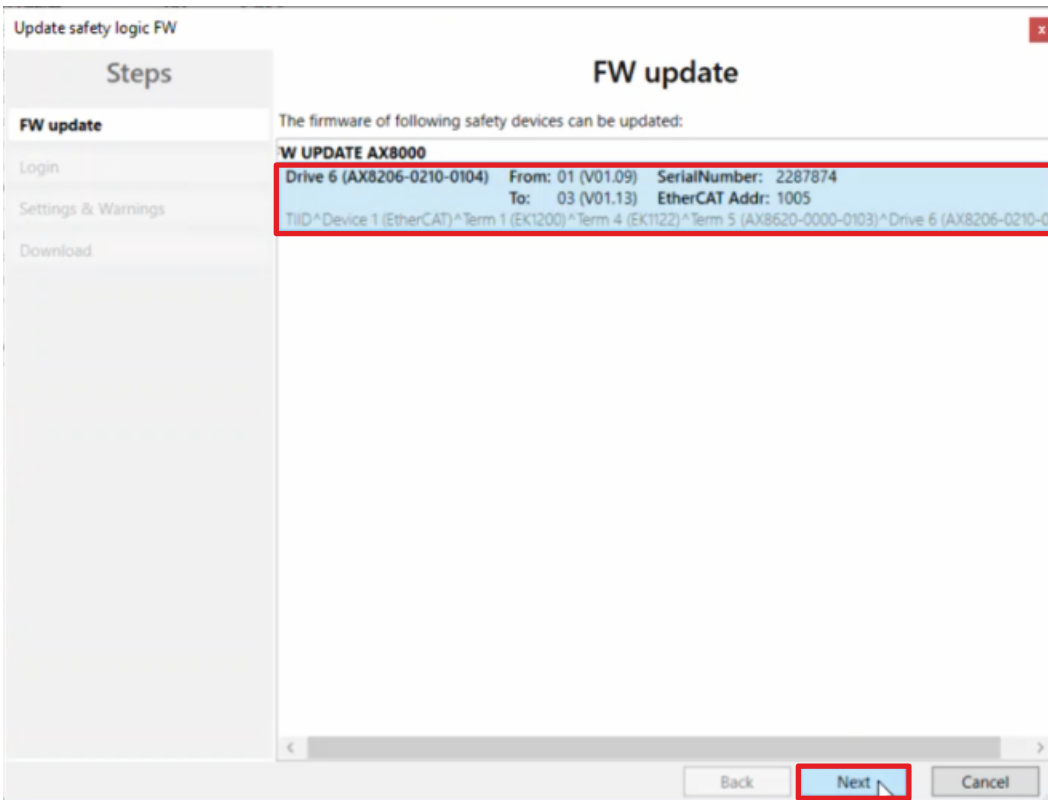 Update safety logic FW
x
Steps
FW update
FW update
Login
Settings & Warnings
Download
The firmware of following safety devices can be updated:
W UPDATE AX8000
Drive 6 (AX8206-0210-0104) From: 01 (V01.09) SerialNumber: 2287874
To: 03 (V01.13) EtherCAT Addr: 1005
TIID^Device 1 (EtherCAT)^Term 1 (EK1200)^Term 4 (EK1122)^Term 5 (AX8620-0000-0103)^Drive 6 (AX8206-0210-0
Back
Next
Cancel